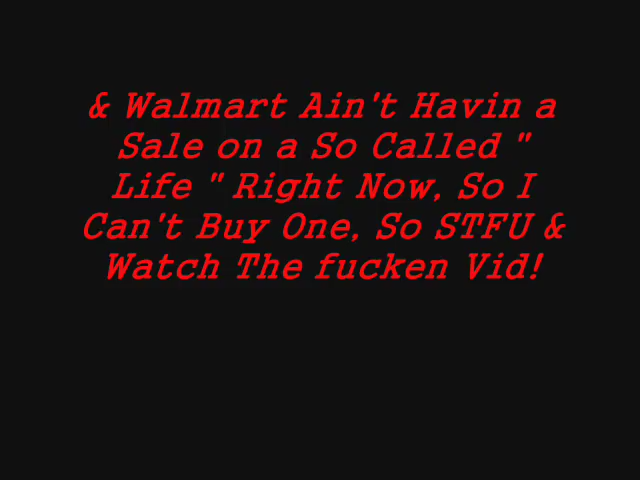 & Walmart Ain't Havin a
Sale on a So Called "
Life " Right Now, So I
Can't Buy One, So STFU &
Watch The fucken Vid!